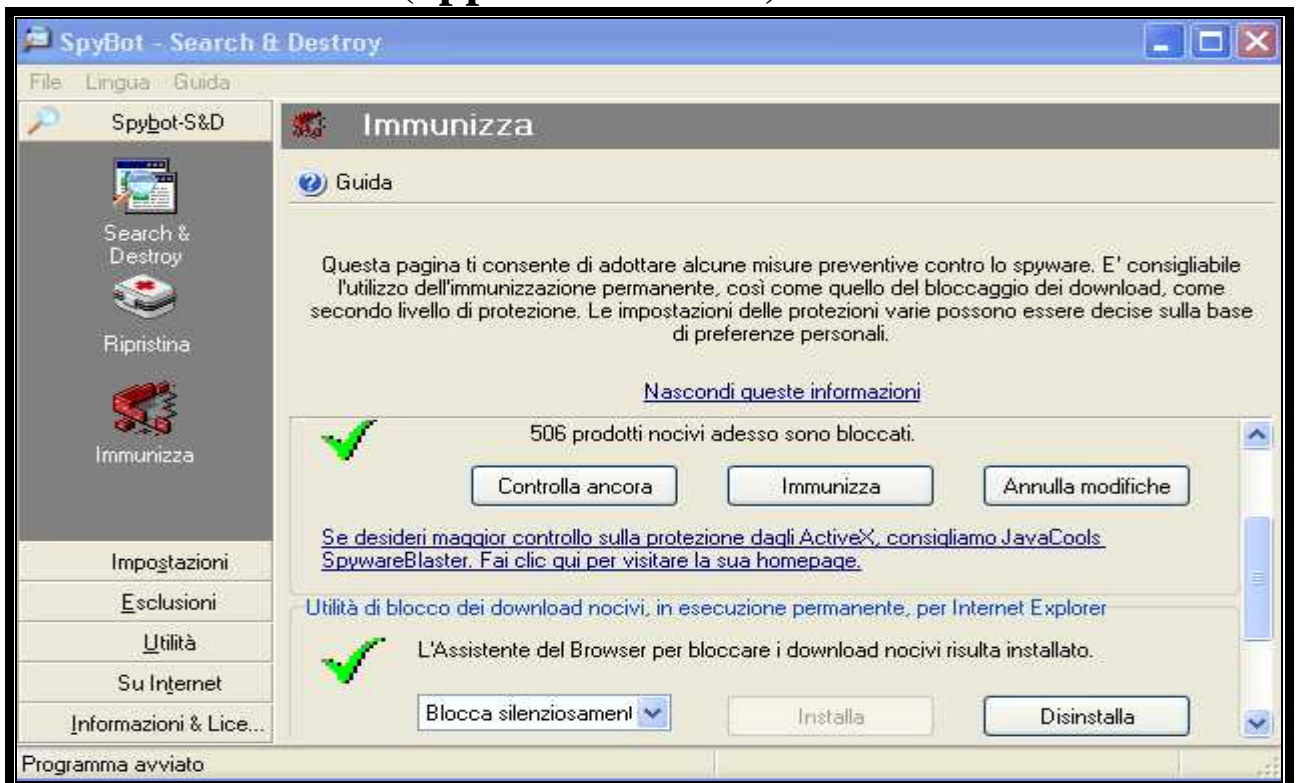 SpyBot - Search & Destroy
File Lingua Guida
Spybot-S&D
Search &
Destroy
Ripristina
Immunizza
Impostazioni
Esclusioni
Utilità
Su Internet
Informazioni & Lice...
Immunizza
Guida
Questa pagina ti consente di adottare alcune misure preventive contro lo spyware. E' consigliabile
l'utilizzo dell'immunizzazione permanente, così come quello del bloccaggio dei download, come
secondo livello di protezione. Le impostazioni delle protezioni varie possono essere decise sulla base
di preferenze personali.
Nascondi queste informazioni
506 prodotti nocivi adesso sono bloccati.
Controlla ancora Immunizza Annulla modifiche
Se desideri maggior controllo sulla protezione dagli ActiveX, consigliamo JavaCools
SpywareBlaster. Fai clic qui per visitare la sua homepage.
Utilità di blocco dei download nocivi, in esecuzione permanente, per Internet Explorer
L'Assistente del Browser per bloccare i download nocivi risulta installato.
Blocca silenziosament Installa Disinstalla
Programma avviato